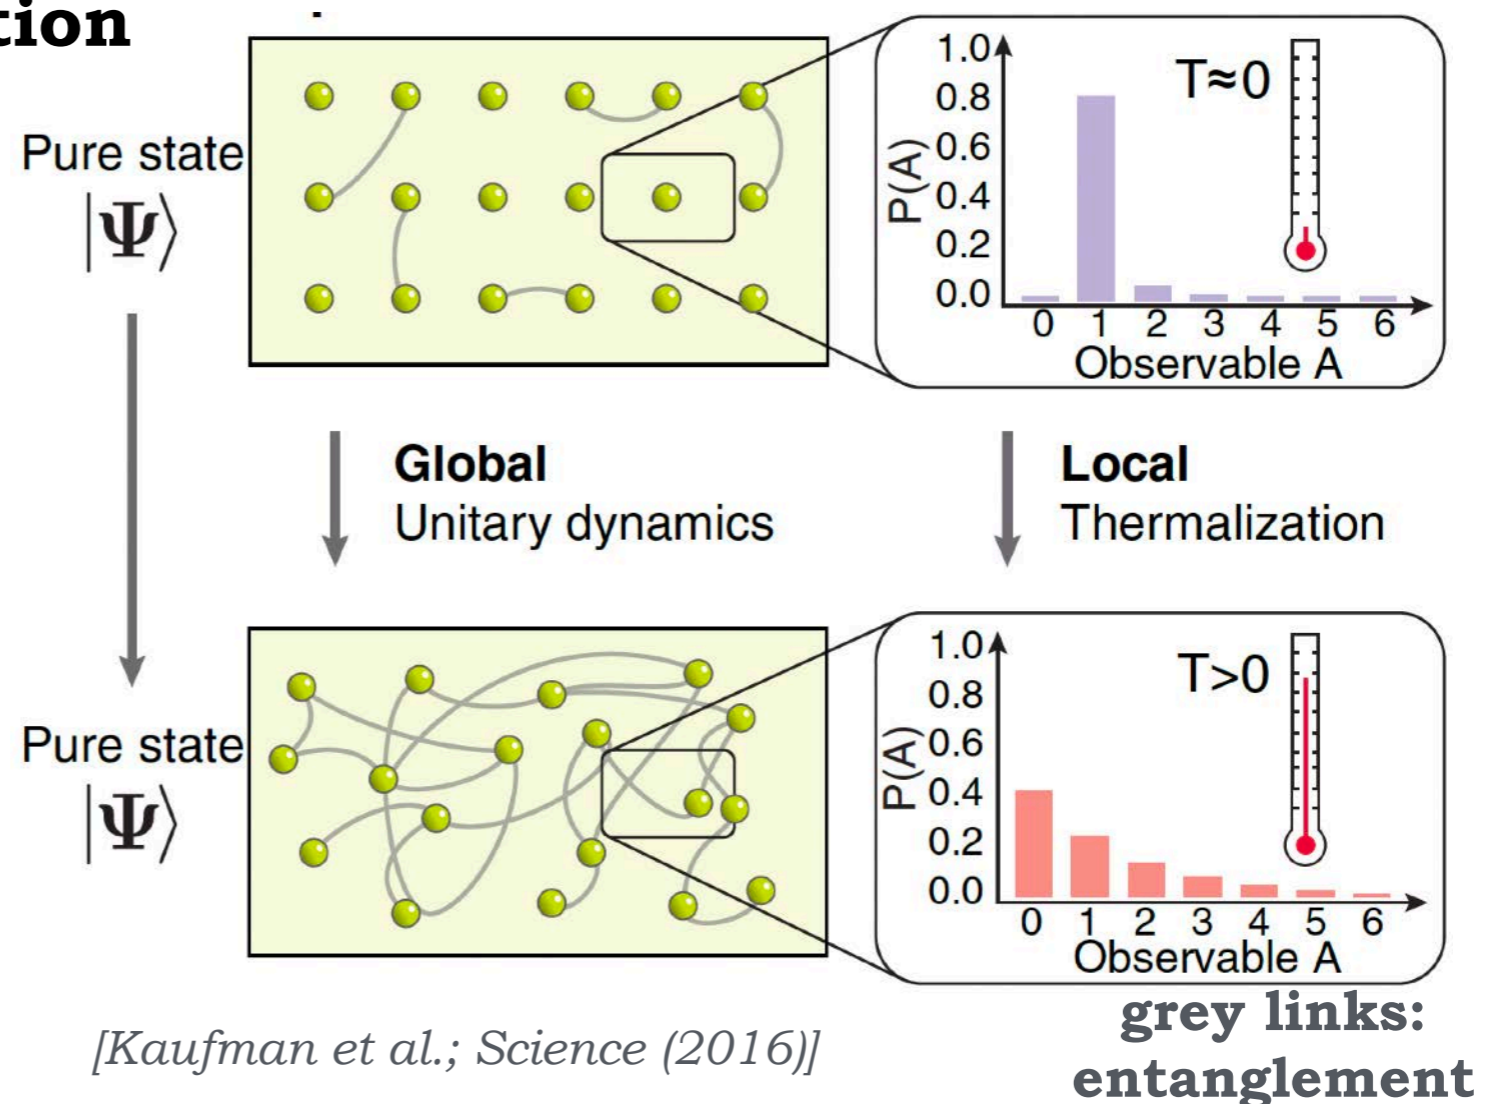 tion
Pure state
|Ψ⟩
1.0
0.8
0.6
0.4
0.2
0.0
P(A)
T≈0
0 1 2 3 4 5 6
Observable A
Global
Unitary dynamics
Local
Thermalization
Pure state
|Ψ⟩
1.0
0.8
0.6
0.4
0.2
0.0
P(A)
T>0
0 1 2 3 4 5 6
Observable A
[Kaufman et al.; Science (2016)]
grey links:
entanglement